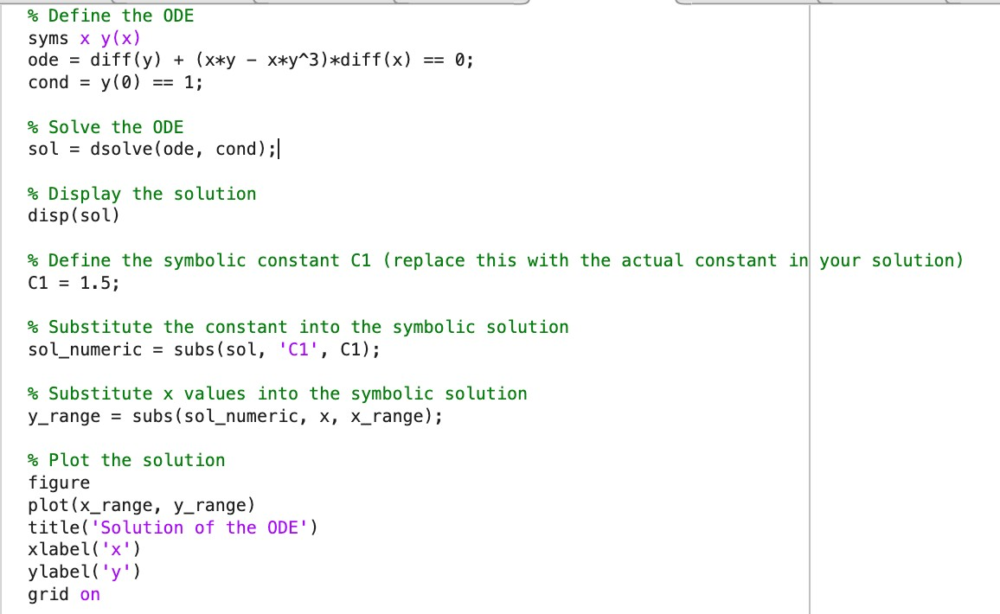 % Define the ODE
syms x y(x)
ode = diff(y) + (x*y - x*y^3)*diff(x) == 0;
cond = y(0) == 1;
% Solve the ODE
sol = dsolve(ode, cond);
% Display the solution
disp(sol)
% Define the symbolic constant C1 (replace this with the actual constant in your solution)
C1 = 1.5;
% Substitute the constant into the symbolic solution
sol_numeric = subs(sol, 'C1', C1);
% Substitute x values into the symbolic solution
y_range = subs(sol_numeric, x, x_range);
% Plot the solution
figure
plot(x_range, y_range)
title('Solution of the ODE')
xlabel('x')
ylabel('y')
grid on